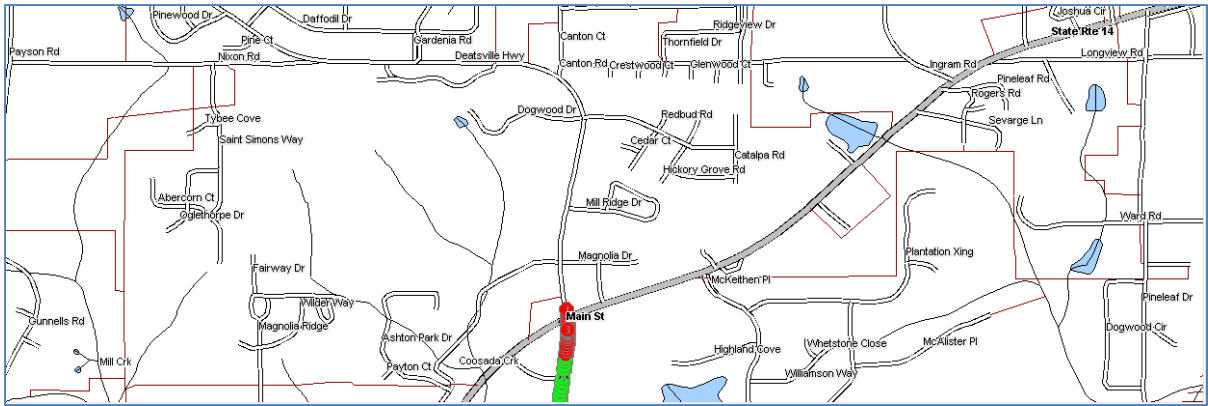 Pinewood Dr
Daffodil Dr
Joshua Cir
Ridgeview Dr
State Rte 14
Pine Ct
Gardenia Rd
Canton Ct
Thornfield Dr
Payson Rd
Nixon Rd
Deatsville Hwy
Canton Rd
Crestwood Ct
Glenwood Ct
Ingram Rd
Longview Rd
Pineleaf Rd
Rogers Rd
Dogwood Dr
Redbud Rd
Tybee Cove
Sevarge Ln
Saint Simons Way
Cedar Ct
Catalpa Rd
Hickory Grove Rd
Abercorn Ct
Mill Ridge Dr
Oglethorpe Dr
Ward Rd
Plantation Xing
Magnolia Dr
Fairway Dr
McKeithen Pl
Wilder Way
Pineleaf Dr
Gunnells Rd
Magnolia Ridge
Main St
3
Dogwood Cir
Ashton Park Dr
Whetstone Close
McAlister Pl
Highland Cove
Mill Crk
Payton Ct
Coosada Crk
Williamson Way